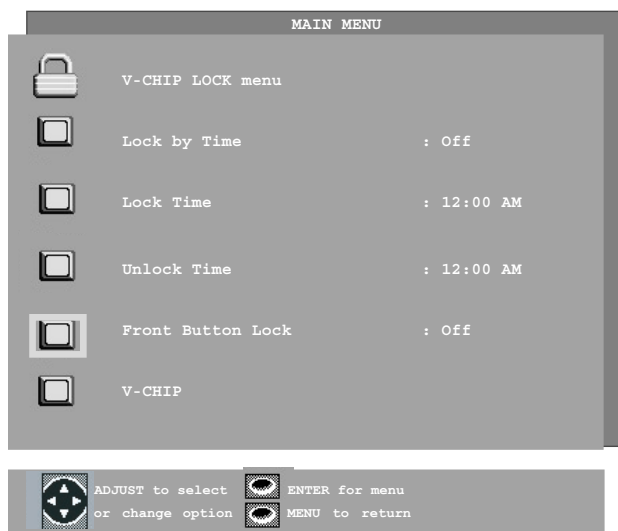 MAIN MENU
V-CHIP LOCK menu
Lock by Time : Off
Lock Time : 12:00 AM
Unlock Time : 12:00 AM
Front Button Lock : Off
V-CHIP
ADJUST to select ENTER for menu
or change option MENU to return